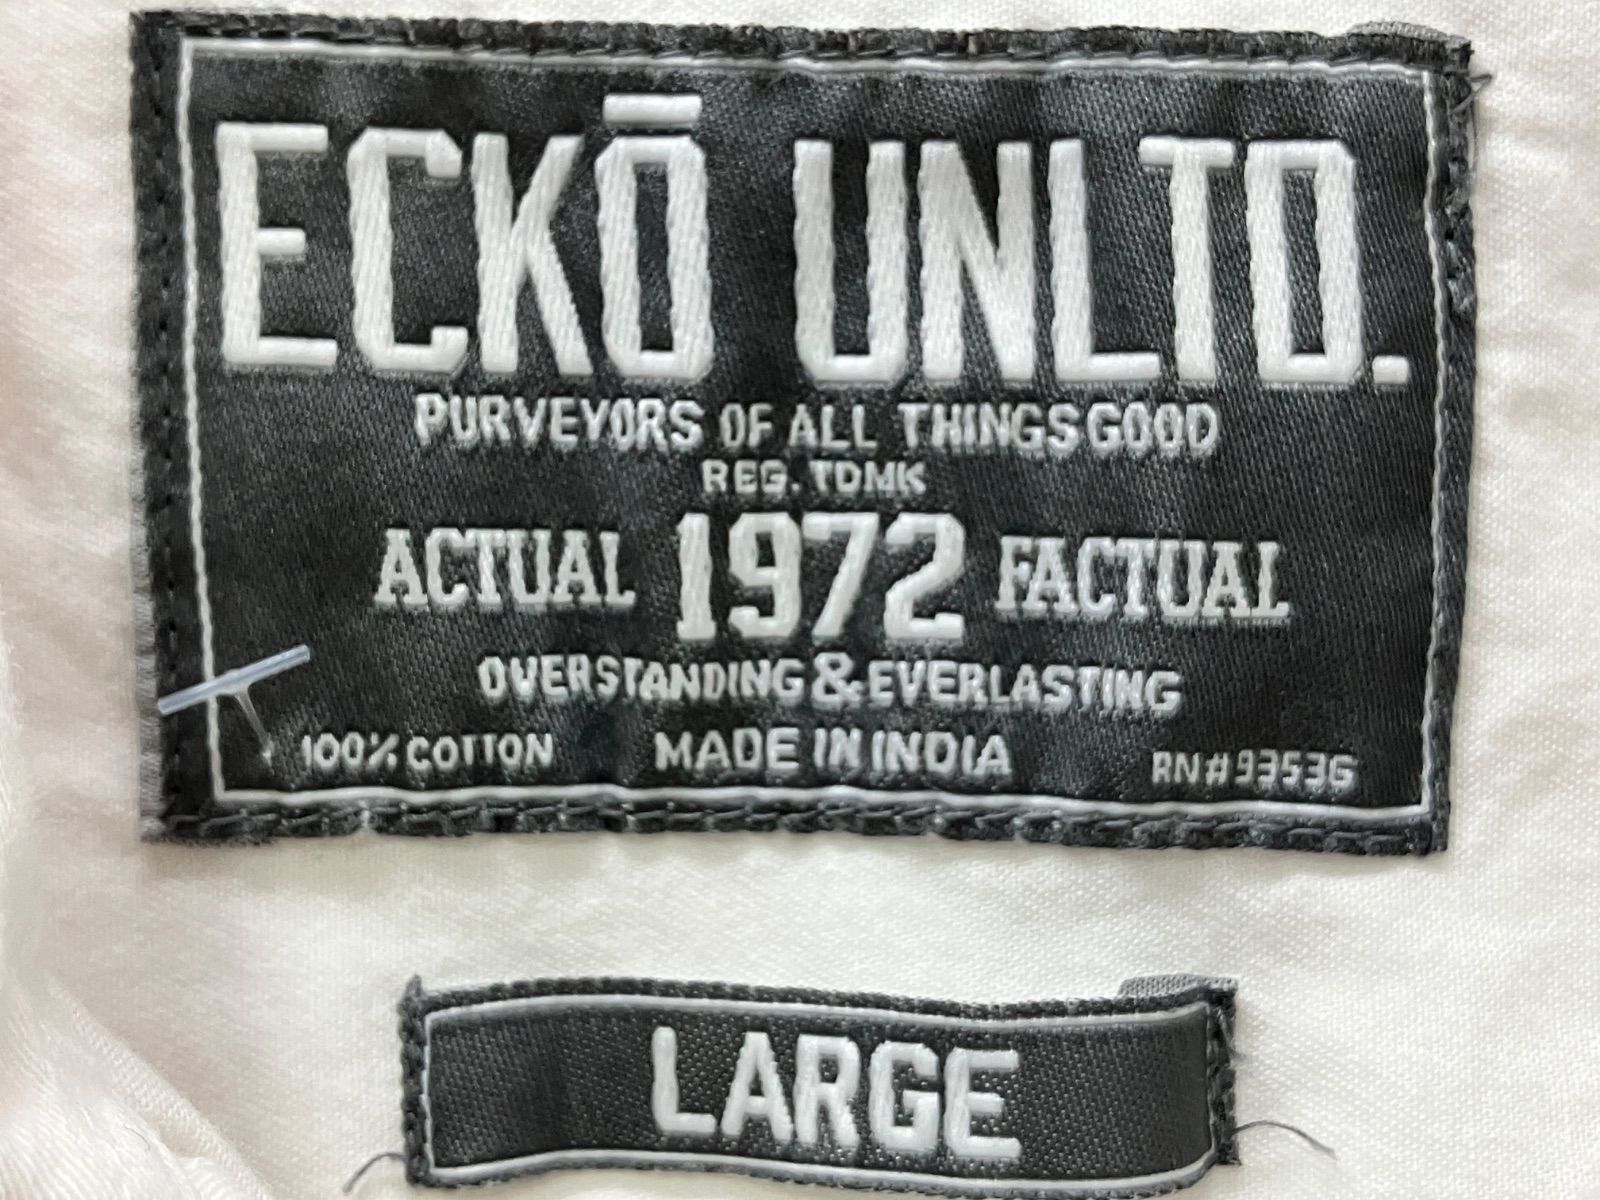 ECKŌ UNLTD.
PURVEYORS OF ALL THINGS GOOD
REG. TDMK
ACTUAL 1972 FACTUAL
OVERSTANDING & EVERLASTING
100% COTTON MADE IN INDIA RN# 93536
LARGE